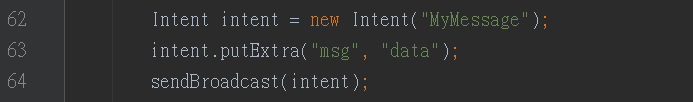 62 Intent intent = new Intent("MyMessage");
63 intent.putExtra("msg", "data");
64 sendBroadcast(intent);